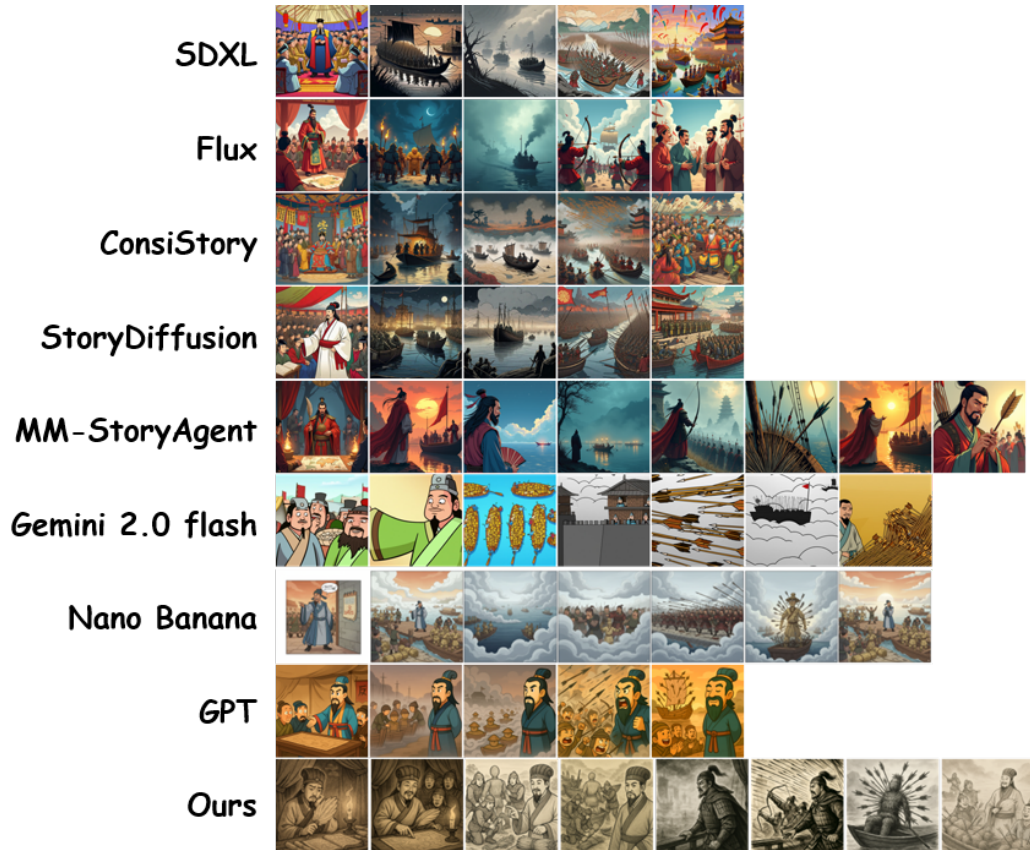 SDXL
Flux
ConsiStory
StoryDiffusion
MM-StoryAgent
Gemini 2.0 flash
Nano Banana
GPT
Ours